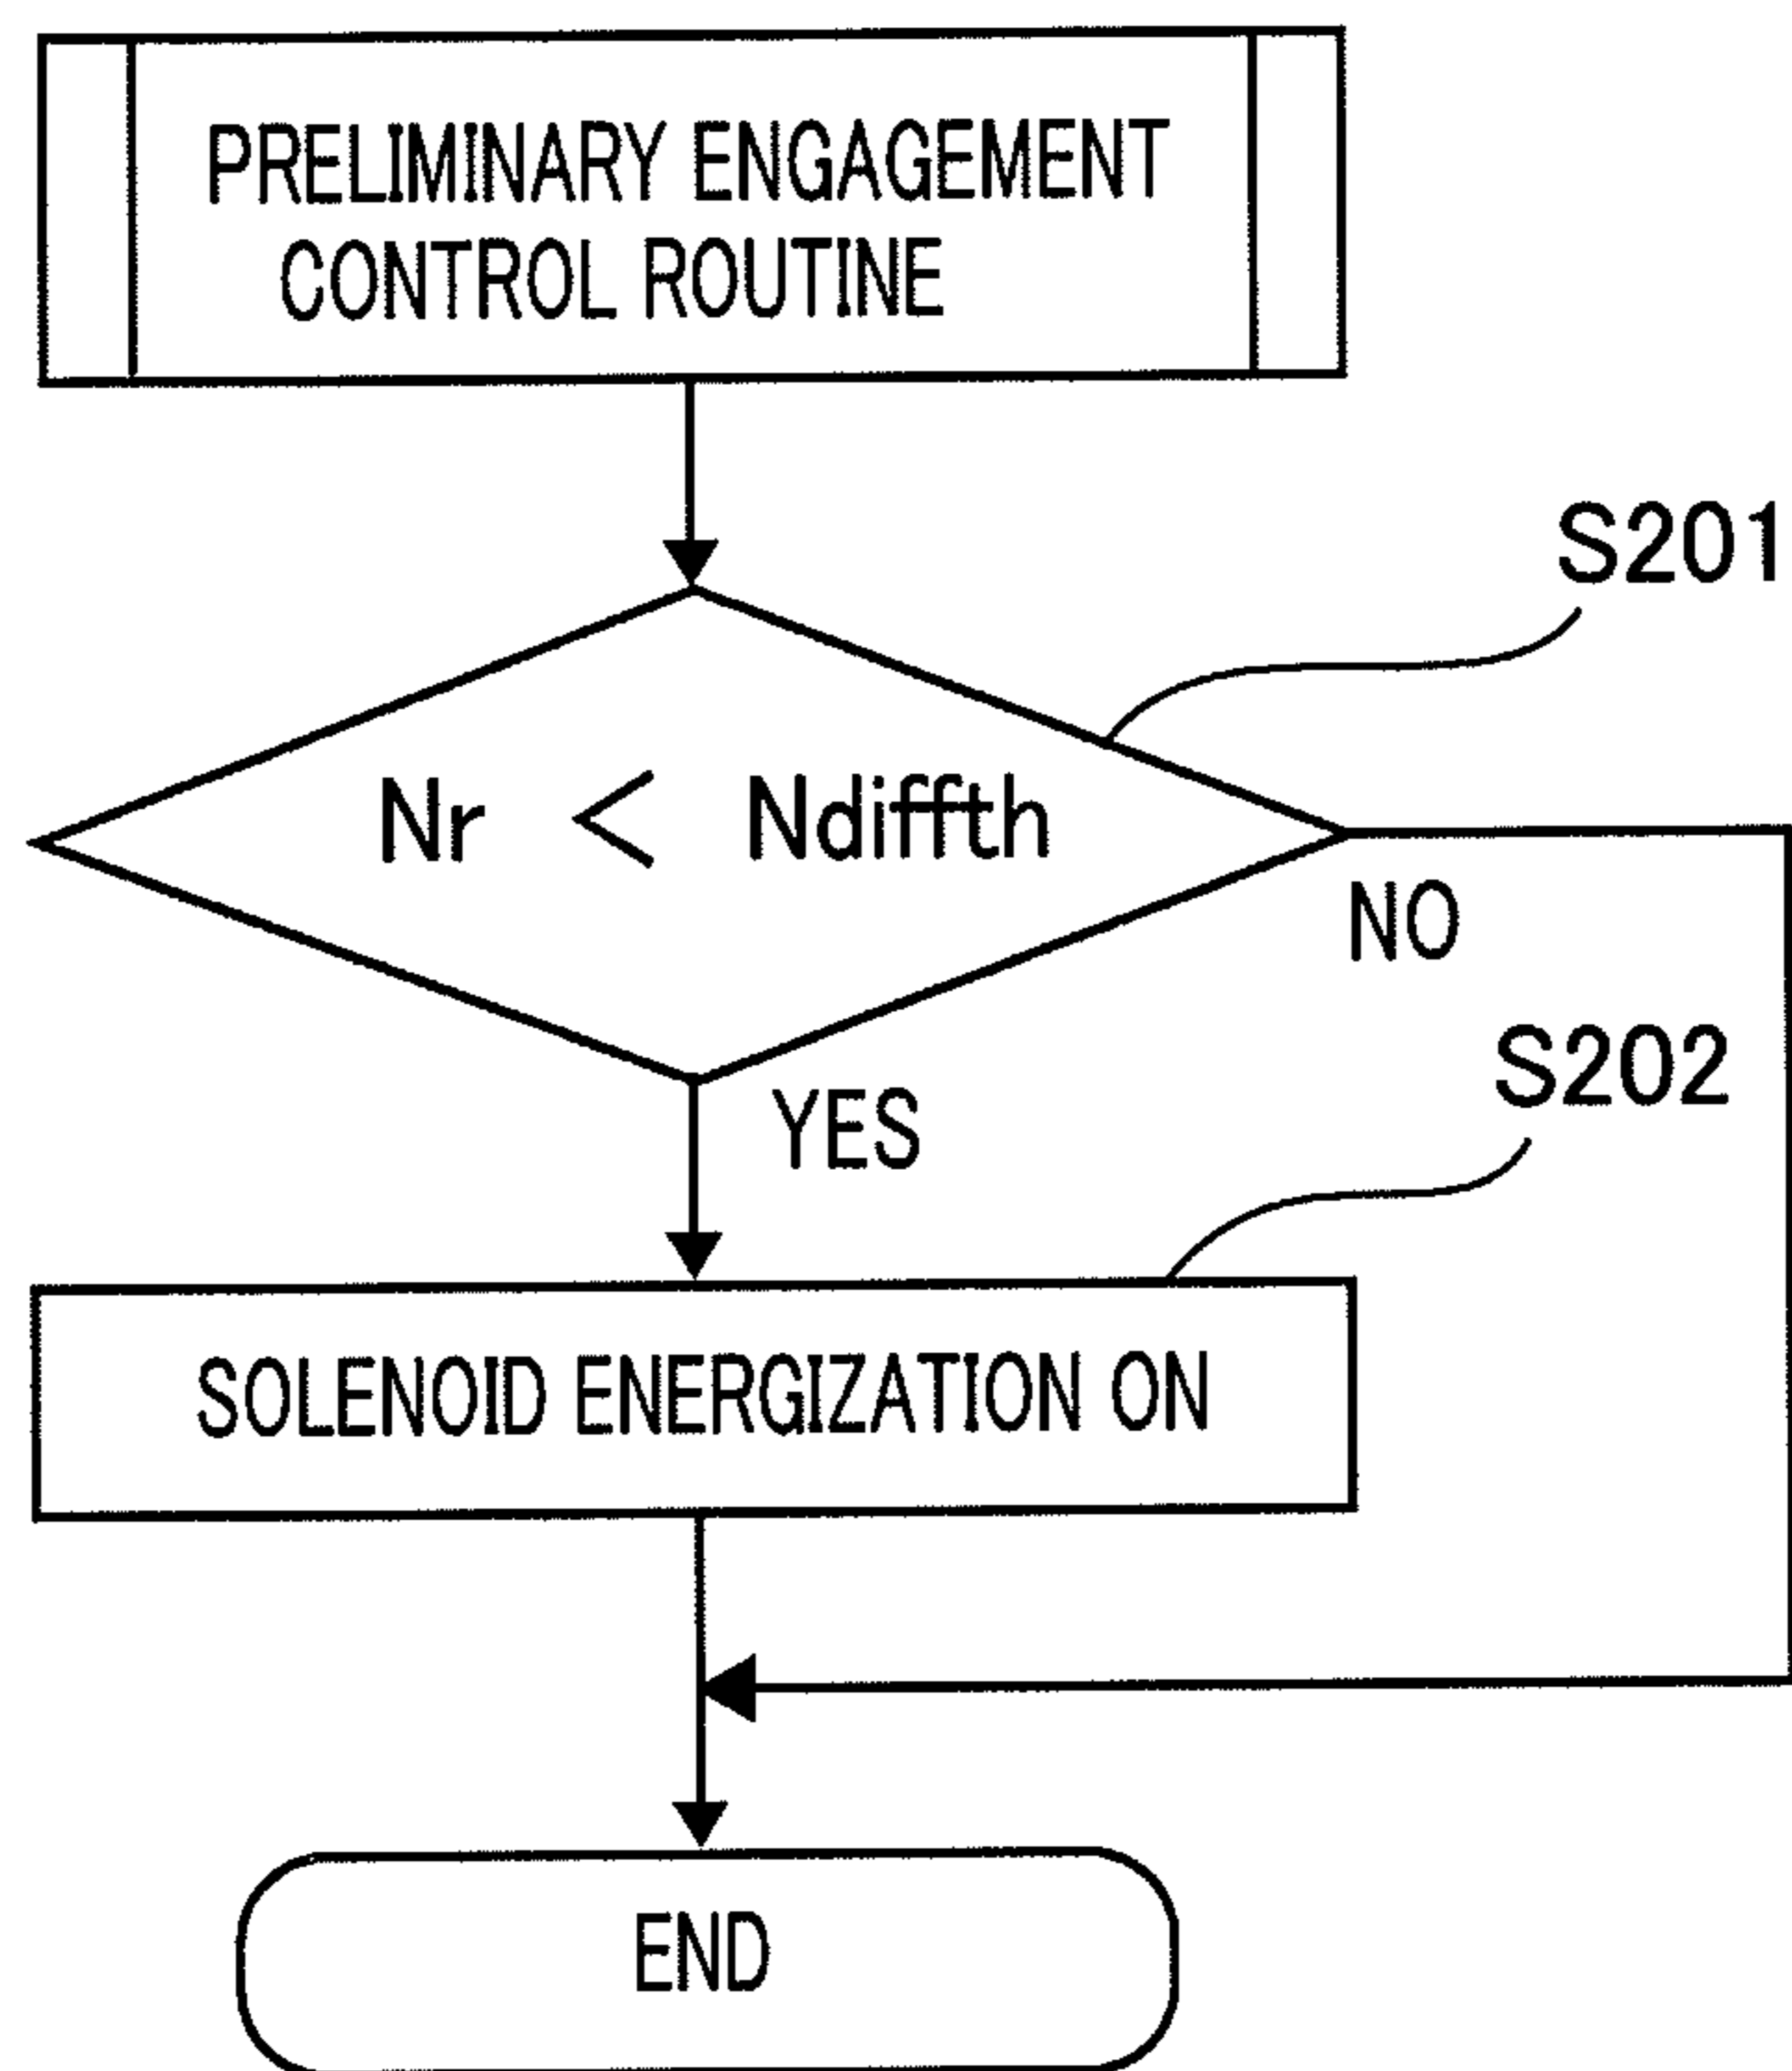 PRELIMINARY ENGAGEMENT
CONTROL ROUTINE
S201
Nr < Ndiffth
NO
S202
YES
SOLENOID ENERGIZATION ON
END